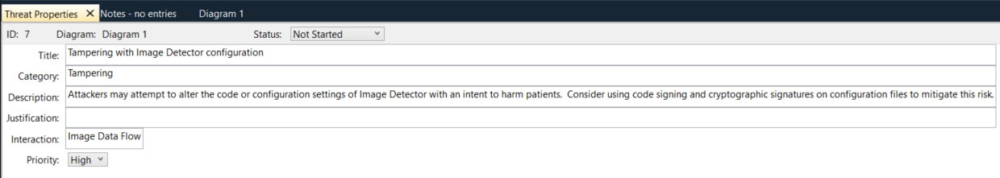 Threat Properties Notes - no entries Diagram 1
ID: 7 Diagram: Diagram 1 Status: Not Started
Title: Tampering with Image Detector configuration
Category: Tampering
Description: Attackers may attempt to alter the code or configuration settings of Image Detector with an intent to harm patients. Consider using code signing and cryptographic signatures on configuration files to mitigate this risk.
Justification:
Interaction: Image Data Flow
Priority: High